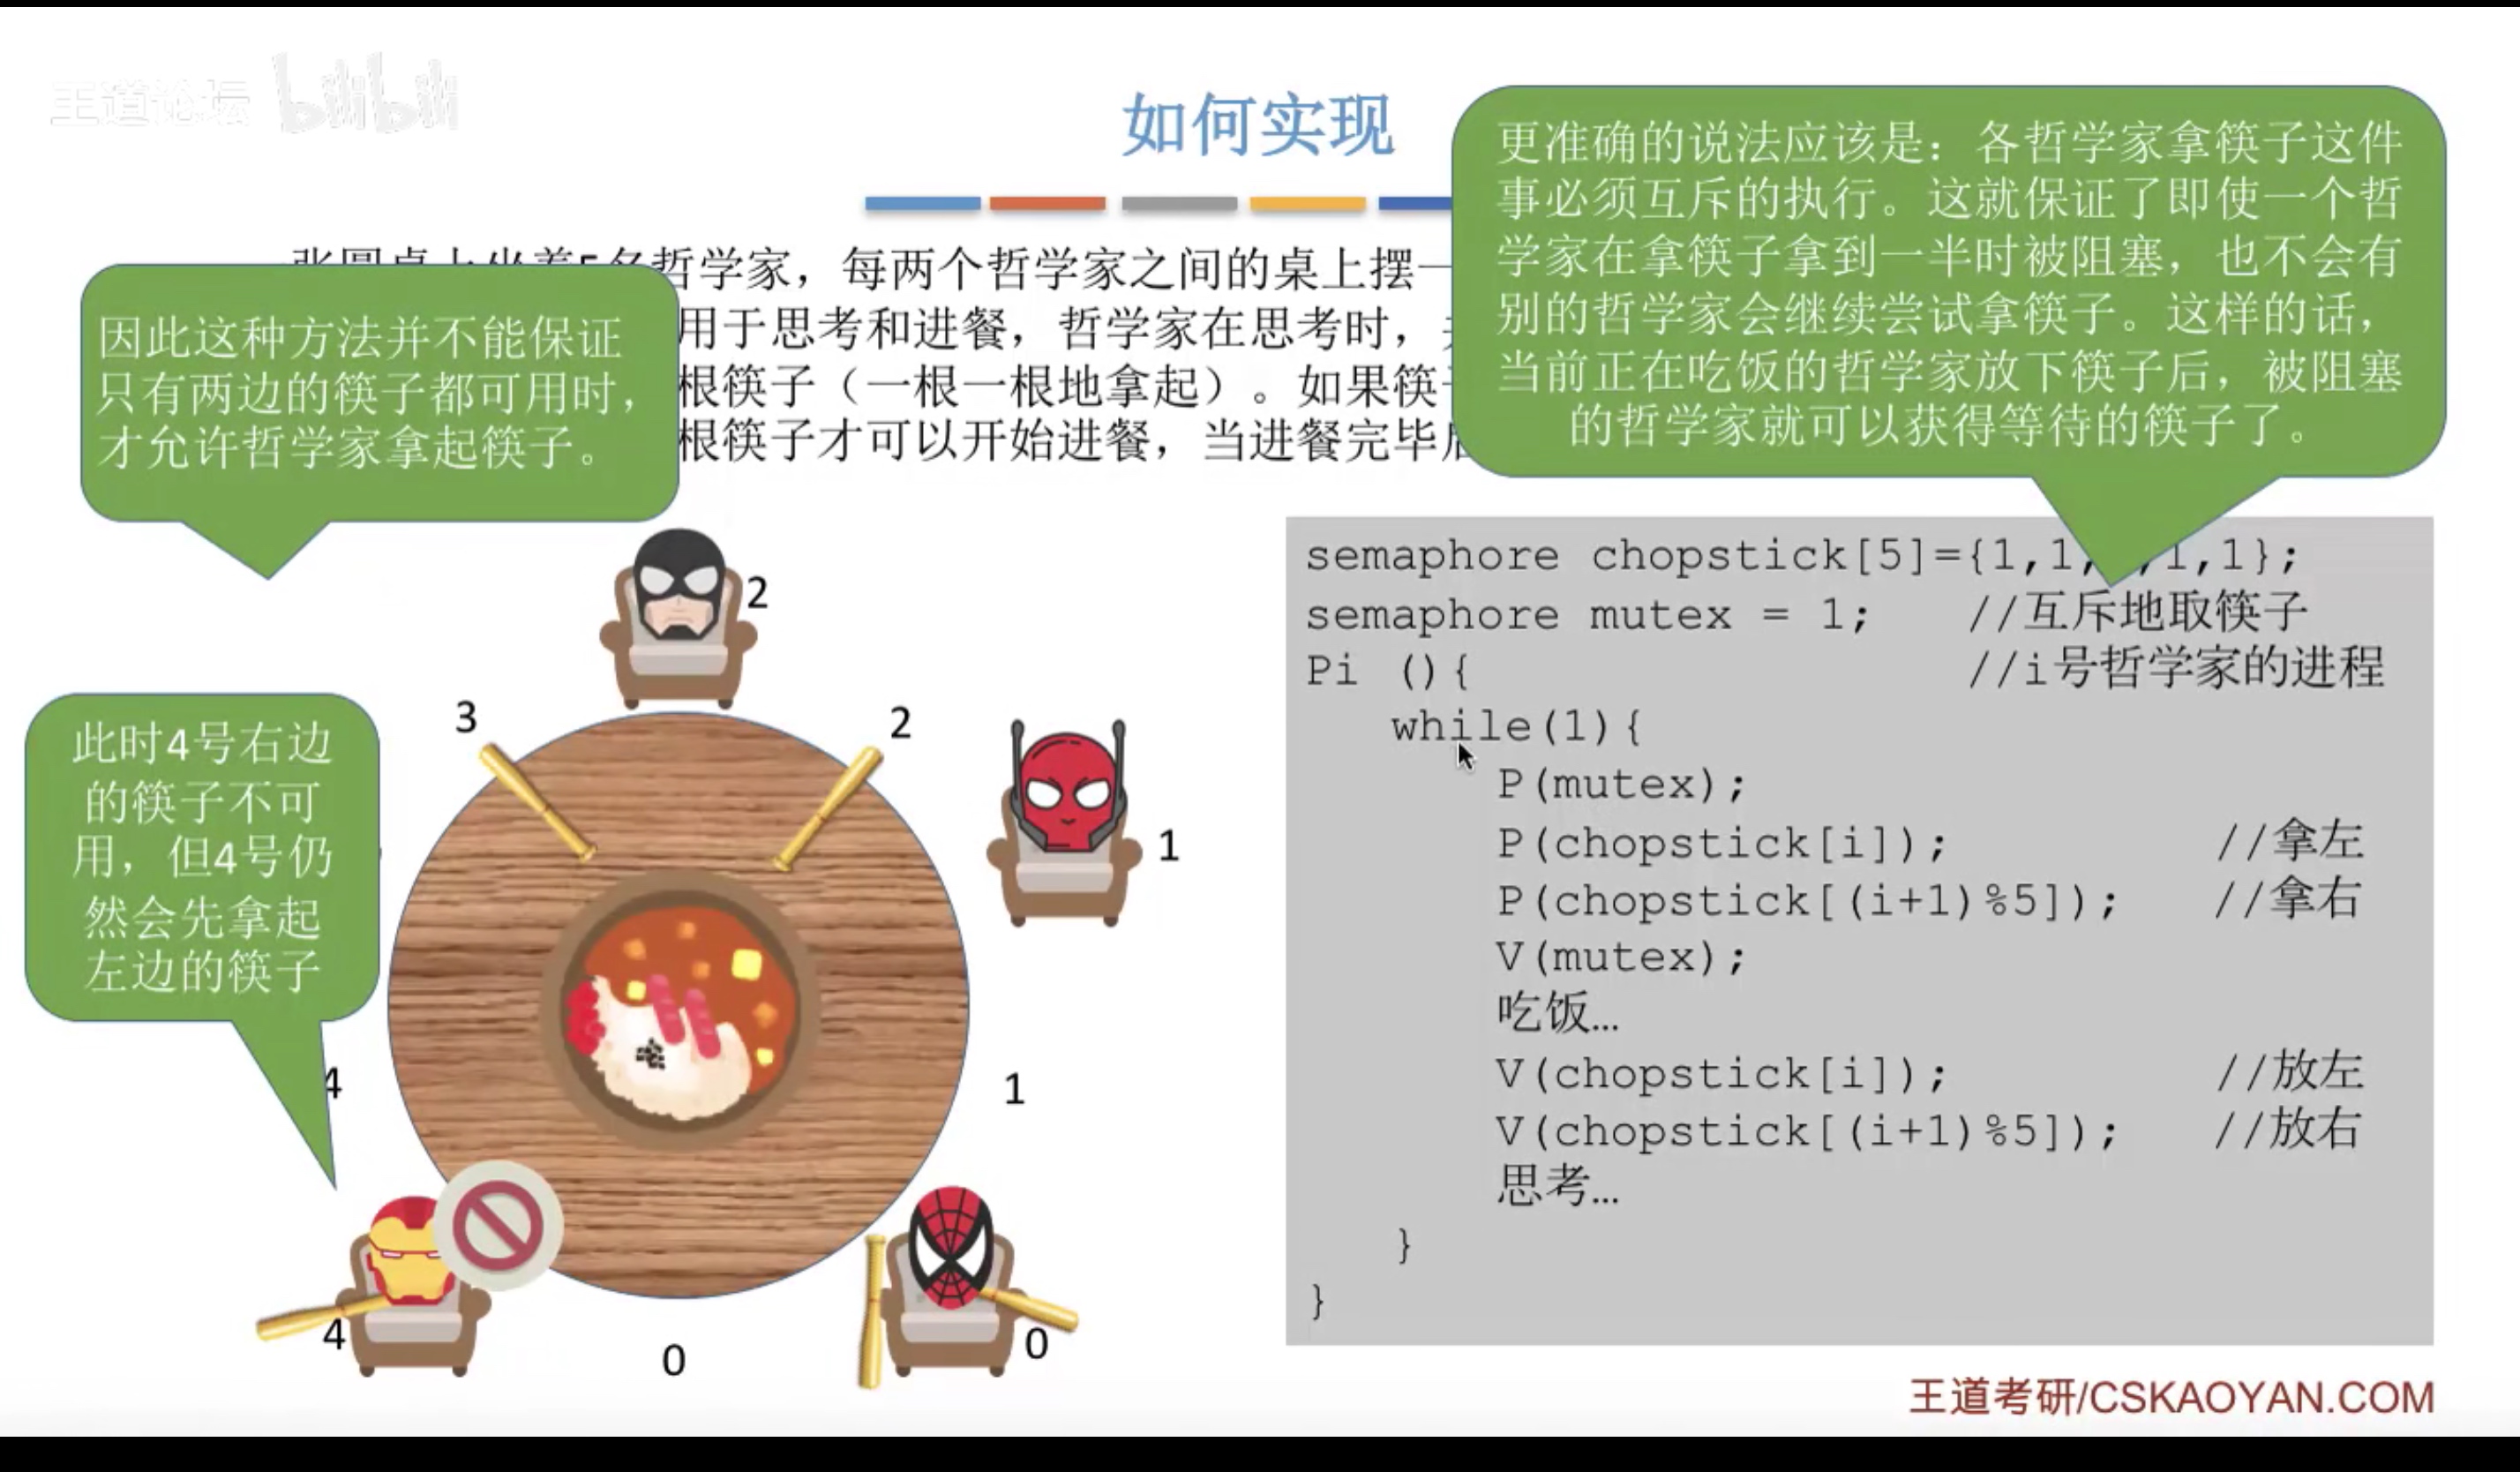 王道论坛 bilibili
如何实现
更准确的说法应该是：各哲学家拿筷子这件
事必须互斥的执行。这就保证了即使一个哲
学家在拿筷子拿到一半时被阻塞，也不会有
别的哲学家会继续尝试拿筷子。这样的话，
当前正在吃饭的哲学家放下筷子后，被阻塞
的哲学家就可以获得等待的筷子了。
张圆桌上坐着5名哲学家，每两个哲学家之间的桌上摆一
用于思考和进餐，哲学家在思考时，
根筷子（一根一根地拿起）。如果筷
根筷子才可以开始进餐，当进餐完毕
因此这种方法并不能保证
只有两边的筷子都可用时，
才允许哲学家拿起筷子。
此时4号右边
的筷子不可
用，但4号仍
然会先拿起
左边的筷子
2
3
2
1
4
1
4
0
0
semaphore chopstick[5]={1,1, ,1,1};
semaphore mutex = 1; //互斥地取筷子
Pi (){ //i号哲学家的进程
while(1){
P(mutex);
P(chopstick[i]); //拿左
P(chopstick[(i+1)%5]); //拿右
V(mutex);
吃饭…
V(chopstick[i]); //放左
V(chopstick[(i+1)%5]); //放右
思考…
}
}
王道考研/CSKAOYAN.COM